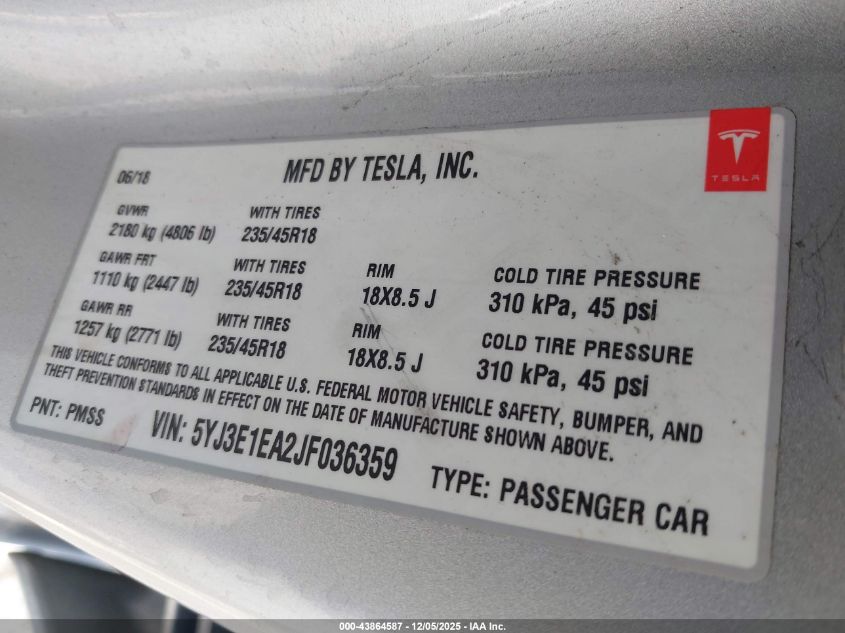 06/18
MFD BY TESLA, INC.
TESLA
GVWR
2180 kg (4806 lb)
WITH TIRES
235/45R18
GAWR FRT
1110 kg (2447 lb)
WITH TIRES
235/45R18
RIM
18X8.5 J
COLD TIRE PRESSURE
310 kPa, 45 psi
GAWR RR
1257 kg (2771 lb)
WITH TIRES
235/45R18
RIM
18X8.5 J
COLD TIRE PRESSURE
310 kPa, 45 psi
THIS VEHICLE CONFORMS TO ALL APPLICABLE U.S. FEDERAL MOTOR VEHICLE SAFETY, BUMPER, AND
THEFT PREVENTION STANDARDS IN EFFECT ON THE DATE OF MANUFACTURE SHOWN ABOVE.
PNT: PMSS
VIN: 5YJ3E1EA2JF036359
TYPE: PASSENGER CAR
000-43864587 - 12/05/2025 - IAA Inc.